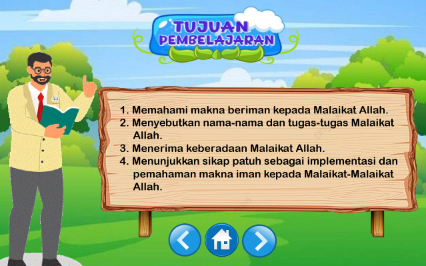 TUJUAN
PEMBELAJARAN
1. Memahami makna beriman kepada Malaikat Allah.
2. Menyebutkan nama-nama dan tugas-tugas Malaikat
Allah.
3. Menerima keberadaan Malaikat Allah.
4. Menunjukkan sikap patuh sebagai implementasi dan
pemahaman makna iman kepada Malaikat-Malaikat
Allah.